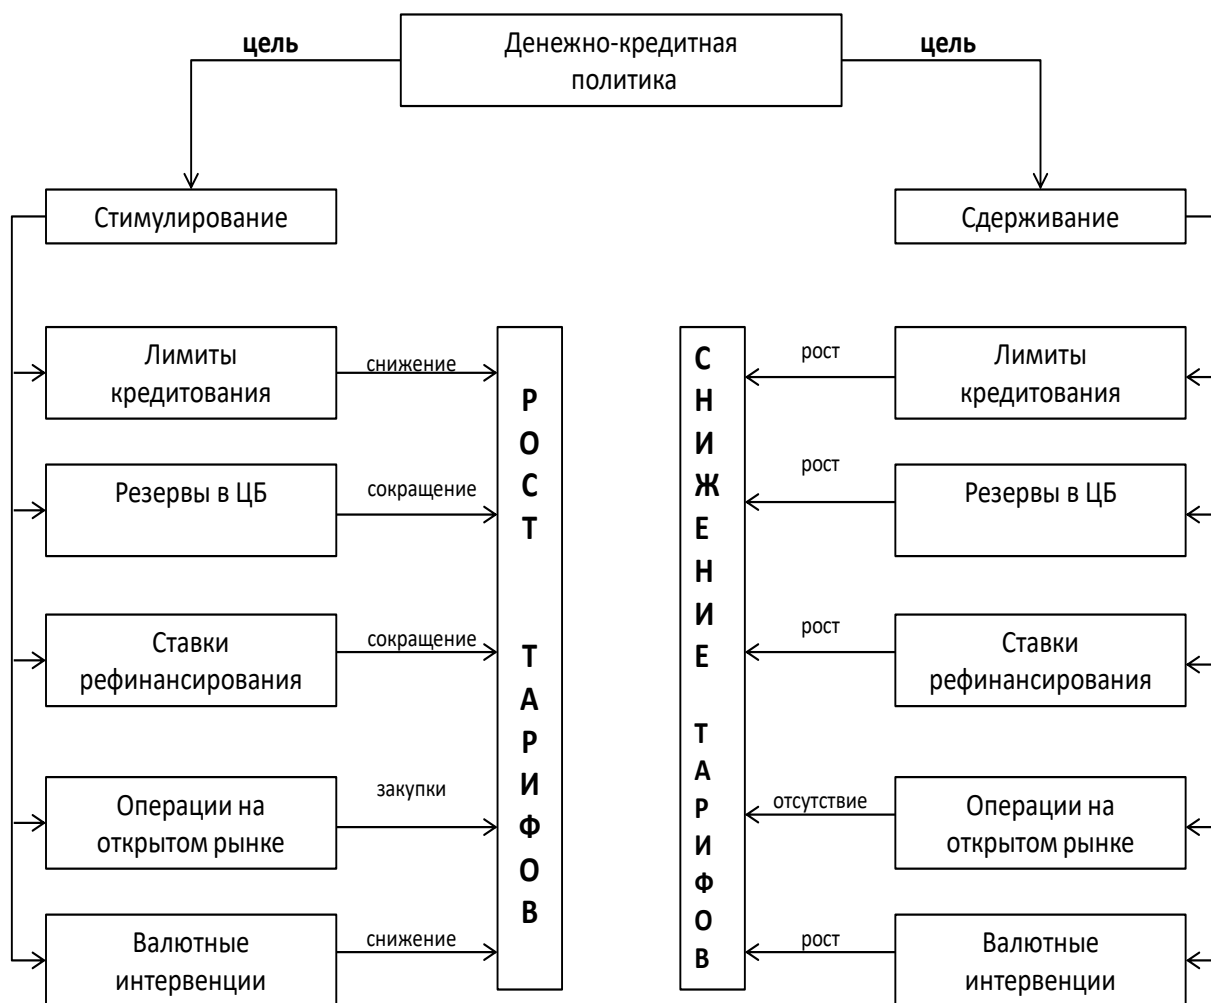 цель
Денежно-кредитная
политика
цель
Стимулирование
Сдерживание
Лимиты
кредитования
снижение
Резервы в ЦБ
сокращение
Ставки
рефинансирования
сокращение
Операции на
открытом рынке
закупки
Валютные
интервенции
снижение
РОСТ ТАРИФОВ
СНИЖЕНИЕ ТАРИФОВ
рост
Лимиты
кредитования
рост
Резервы в ЦБ
рост
Ставки
рефинансирования
отсутствие
Операции на
открытом рынке
рост
Валютные
интервенции